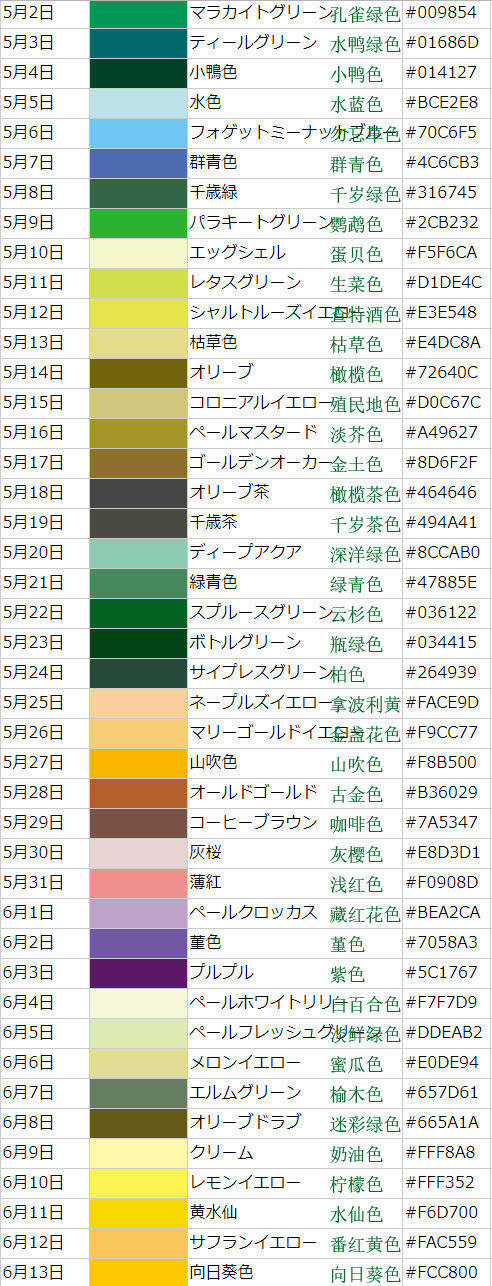 5月2日 マラカイトグリーン 孔雀绿色 #009854
5月3日 ティールグリーン 水鸭绿色 #01686D
5月4日 小鴨色 小鸭色 #014127
5月5日 水色 水蓝色 #BCE2E8
5月6日 フォゲットミーナットブルー 勿忘草色 #70C6F5
5月7日 群青色 群青色 #4C6CB3
5月8日 千歳緑 千岁绿色 #316745
5月9日 パラキートグリーン 鹦鹉色 #2CB232
5月10日 エッグシェル 蛋贝色 #F5F6CA
5月11日 レタスグリーン 生菜色 #D1DE4C
5月12日 シャルトルーズイエロー 查特酒色 #E3E548
5月13日 枯草色 枯草色 #E4DC8A
5月14日 オリーブ 橄榄色 #72640C
5月15日 コロニアルイエロー 殖民地色 #D0C67C
5月16日 ペールマスタード 淡芥色 #A49627
5月17日 ゴールデンオーカー 金土色 #8D6F2F
5月18日 オリーブ茶 橄榄茶色 #464646
5月19日 千歳茶 千岁茶色 #494A41
5月20日 ディープアクア 深洋绿色 #8CCAB0
5月21日 緑青色 绿青色 #47885E
5月22日 スプルースグリーン 云杉色 #036122
5月23日 ボトルグリーン 瓶绿色 #034415
5月24日 サイプレスグリーン 柏色 #264939
5月25日 ネープルズイエロー 拿波利黄 #FACE9D
5月26日 マリーゴールドイエロー 金盏花色 #F9CC77
5月27日 山吹色 山吹色 #F8B500
5月28日 オールドゴールド 古金色 #B36029
5月29日 コーヒーブラウン 咖啡色 #7A5347
5月30日 灰桜 灰樱色 #E8D3D1
5月31日 薄紅 浅红色 #F0908D
6月1日 ペールクロッカス 藏红花色 #BEA2CA
6月2日 菫色 堇色 #7058A3
6月3日 プルプル 紫色 #5C1767
6月4日 ペールホワイトリリー 白百合色 #F7F7D9
6月5日 ペールフレッシュグリーン 淡鲜绿色 #DDEAB2
6月6日 メロンイエロー 蜜瓜色 #E0DE94
6月7日 エルムグリーン 榆木色 #657D61
6月8日 オリーブドラブ 迷彩绿色 #665A1A
6月9日 クリーム 奶油色 #FFF8A8
6月10日 レモンイエロー 柠檬色 #FFF352
6月11日 黄水仙 水仙色 #F6D700
6月12日 サフランイエロー 番红黄色 #FAC559
6月13日 向日葵色 向日葵色 #FCC800